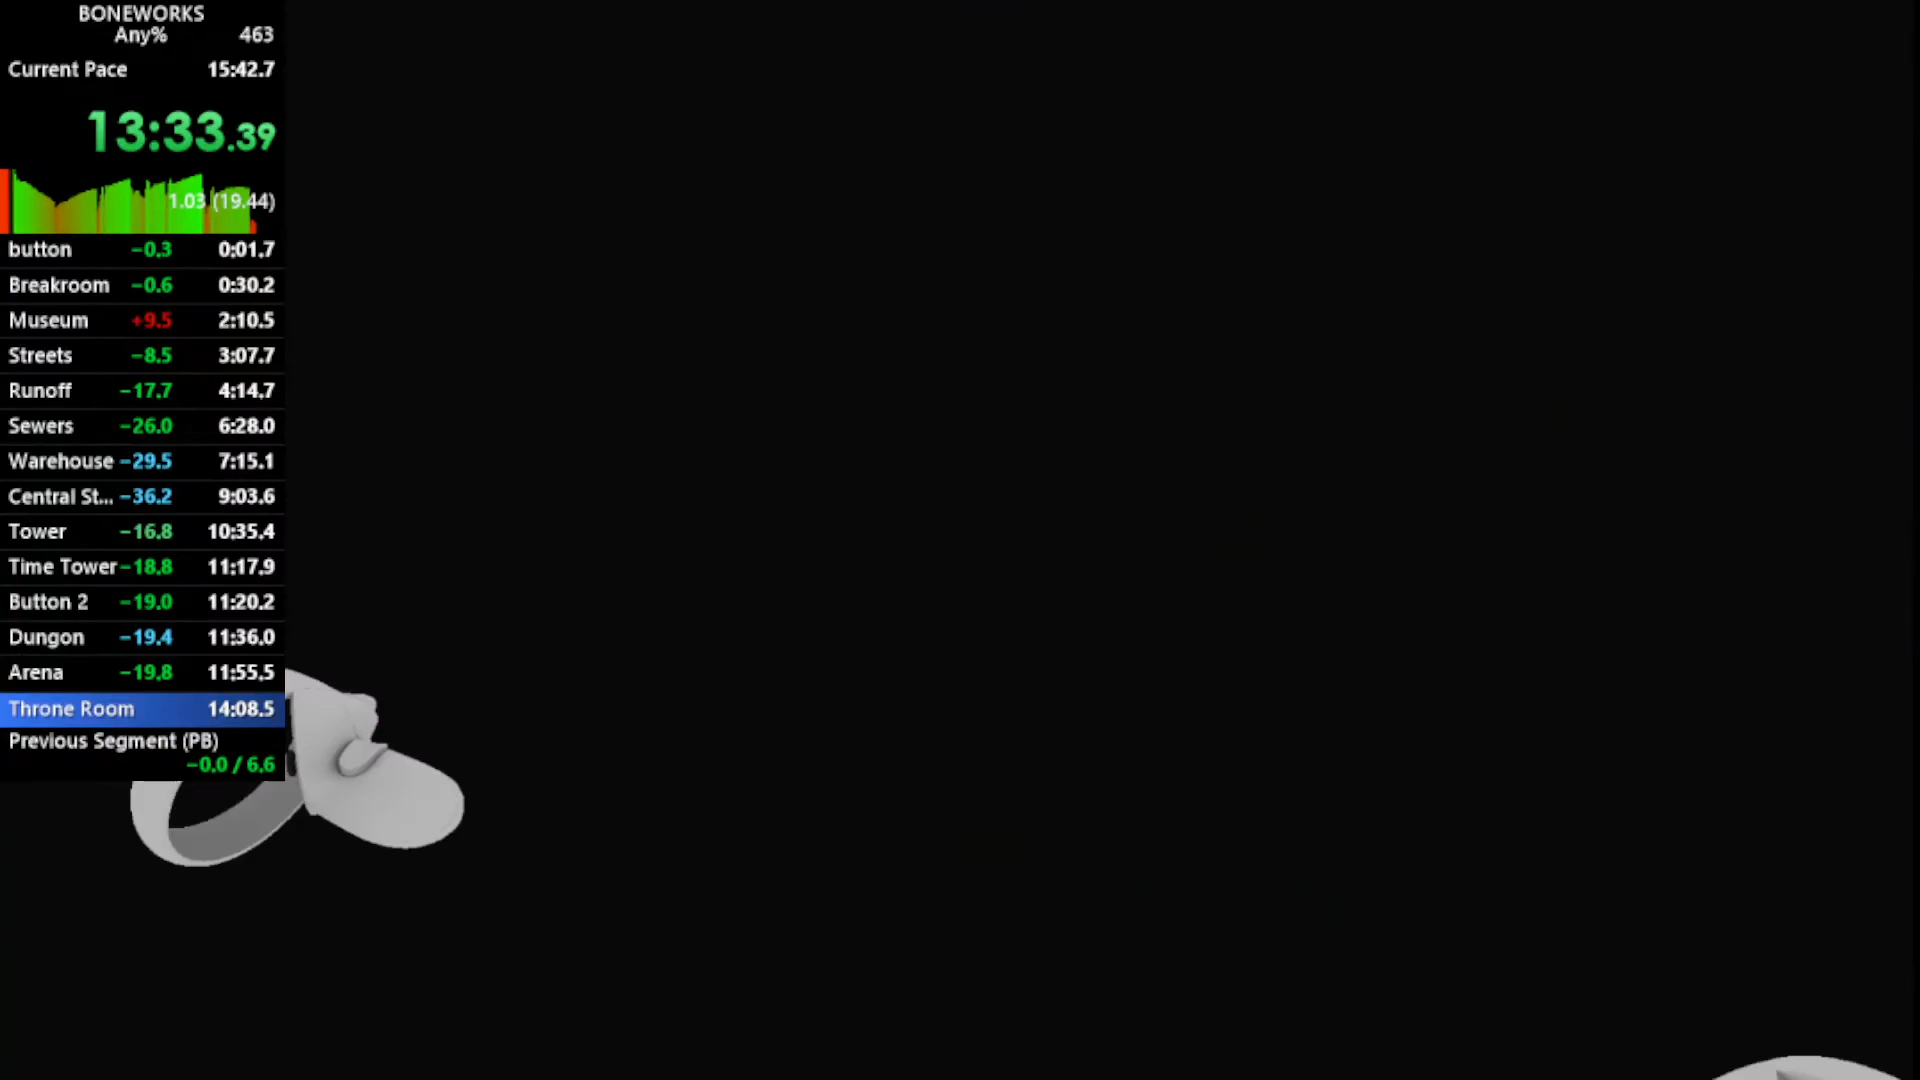 BONEWORKS
Any% 463
Current Pace 15:42.7
13:33.39
1.03 (19.44)
button -0.3 0:01.7
Breakroom -0.6 0:30.2
Museum +9.5 2:10.5
Streets -8.5 3:07.7
Runoff -17.7 4:14.7
Sewers -26.0 6:28.0
Warehouse -29.5 7:15.1
Central St... -36.2 9:03.6
Tower -16.8 10:35.4
Time Tower -18.8 11:17.9
Button 2 -19.0 11:20.2
Dungon -19.4 11:36.0
Arena -19.8 11:55.5
Throne Room 14:08.5
Previous Segment (PB)
-0.0 / 6.6